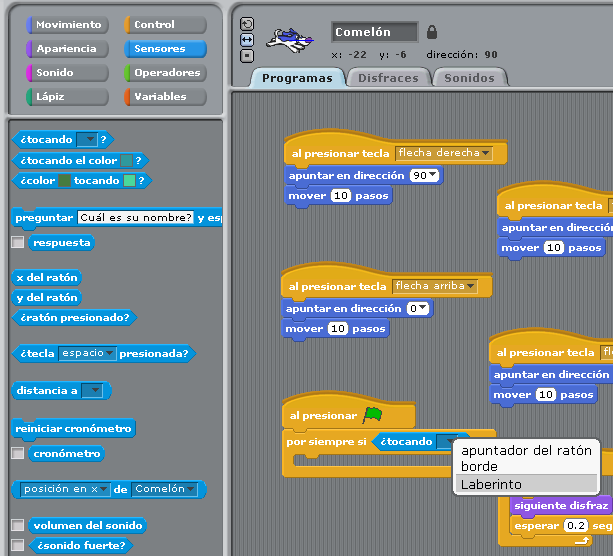 Movimiento
Control
Apariencia
Sensores
Sonido
Operadores
Lápiz
Variables
¿tocando ?
¿tocando el color ?
¿color tocando ?
preguntar Cuál es su nombre? y esp
respuesta
x del ratón
y del ratón
¿ratón presionado?
¿tecla espacio presionada?
distancia a
reiniciar cronómetro
cronómetro
posición en x de Comelón
volumen del sonido
¿sonido fuerte?
Comelón
x: -22 y: -6 dirección: 90
Programas
Disfraces
Sonidos
al presionar tecla flecha derecha
apuntar en dirección 90
mover 10 pasos
al presionar tecla
apuntar en dirección
mover 10 pasos
al presionar tecla flecha arriba
apuntar en dirección 0
mover 10 pasos
al presionar tecla fle
apuntar en dirección
mover 10 pasos
al presionar
por siempre si ¿tocando
apuntador del ratón
borde
Laberinto
siguiente disfraz
esperar 0.2 seg